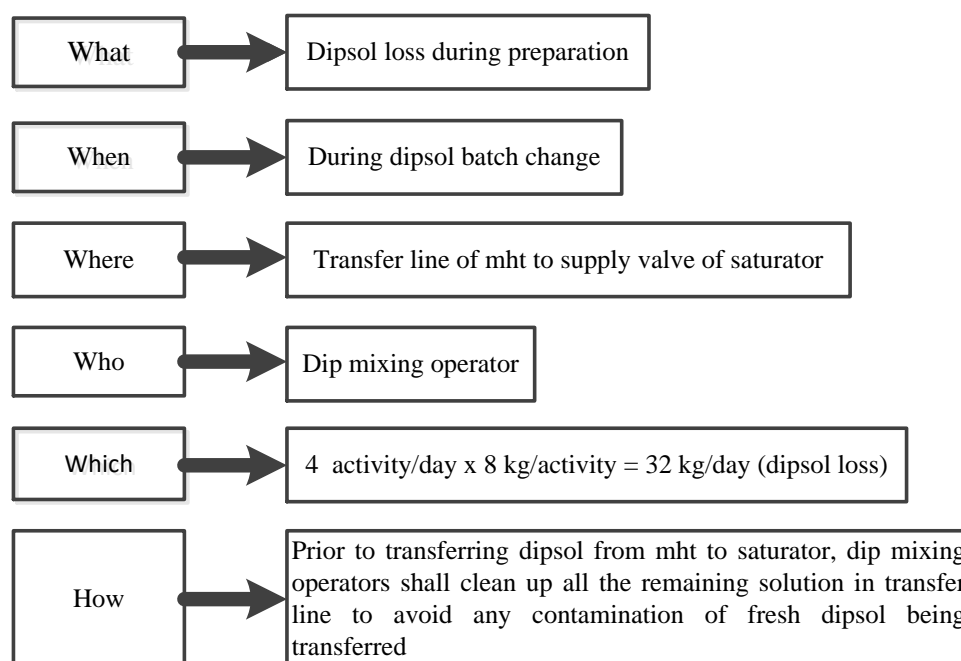 What
Dipsol loss during preparation
When
During dipsol batch change
Where
Transfer line of mht to supply valve of saturator
Who
Dip mixing operator
Which
4 activity/day x 8 kg/activity = 32 kg/day (dipsol loss)
How
Prior to transferring dipsol from mht to saturator, dip mixing
operators shall clean up all the remaining solution in transfer
line to avoid any contamination of fresh dipsol being
transferred